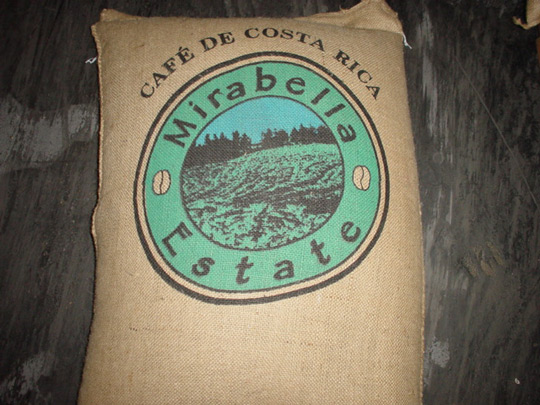 CAFÉ DE COSTA RICA
Mirabella
Estate